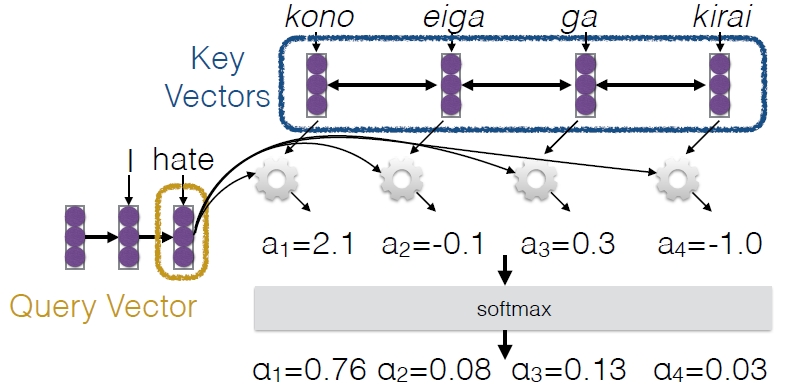 kono eiga ga kirai
Key
Vectors
I hate
a1=2.1 a2=-0.1 a3=0.3 a4=-1.0
Query Vector
softmax
α1=0.76 α2=0.08 α3=0.13 α4=0.03